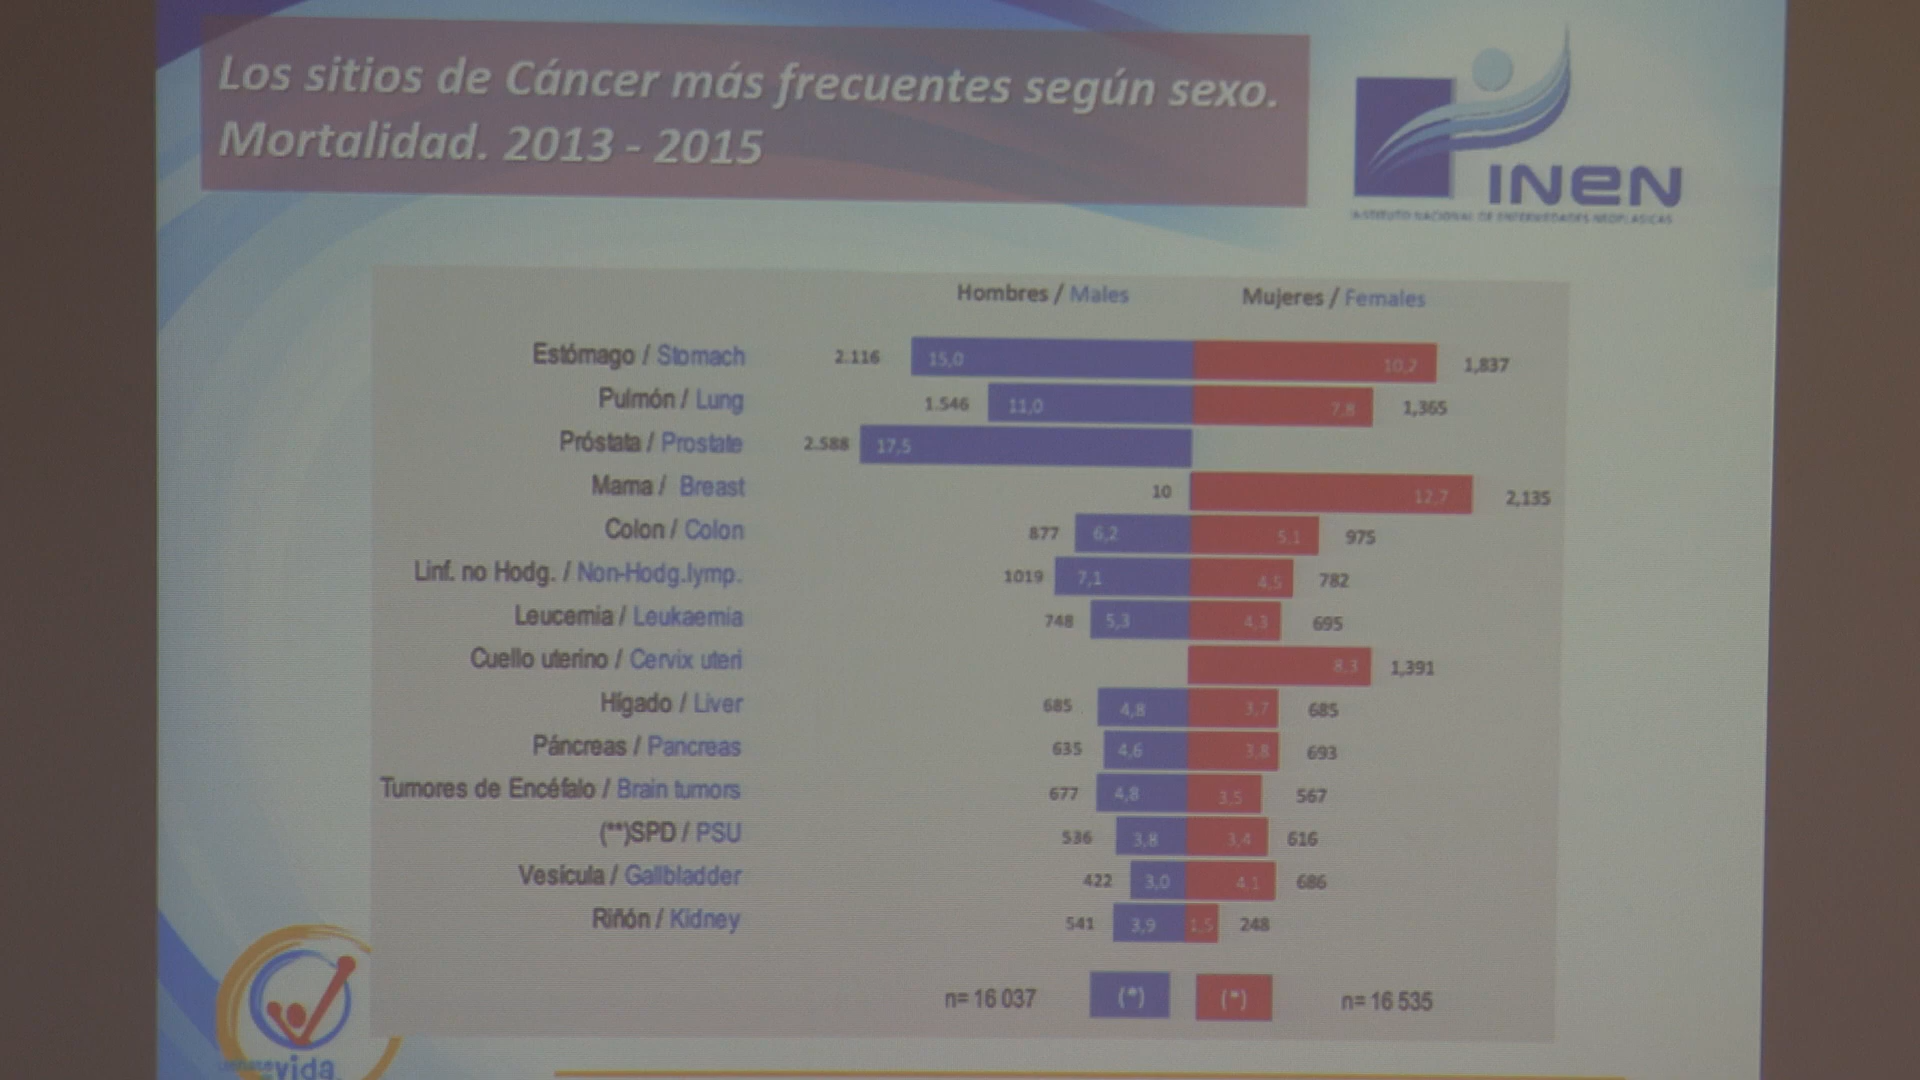 Los sitios de Cáncer más frecuentes según sexo.
Mortalidad. 2013 - 2015
INEN
INSTITUTO NACIONAL DE ENFERMEDADES NEOPLASICAS
Hombres / Males Mujeres / Females
Estómago / Stomach 2.116 15,0 10,2 1,837
Pulmón / Lung 1.546 11,0 7,8 1,365
Próstata / Prostate 2.588 17,5
Mama / Breast 10 12,7 2,135
Colon / Colon 877 6,2 5,1 975
Linf. no Hodg. / Non-Hodg.lymp. 1019 7,1 4,5 782
Leucemia / Leukaemia 748 5,3 4,3 695
Cuello uterino / Cervix uteri 8,3 1,391
Hígado / Liver 685 4,8 3,7 685
Páncreas / Pancreas 635 4,6 3,8 693
Tumores de Encéfalo / Brain tumors 677 4,8 3,5 567
(**)SPD / PSU 536 3,8 3,4 616
Vesícula / Gallbladder 422 3,0 4,1 686
Riñón / Kidney 541 3,9 1,5 248
n= 16 037 (*) (*) n= 16 535
vida